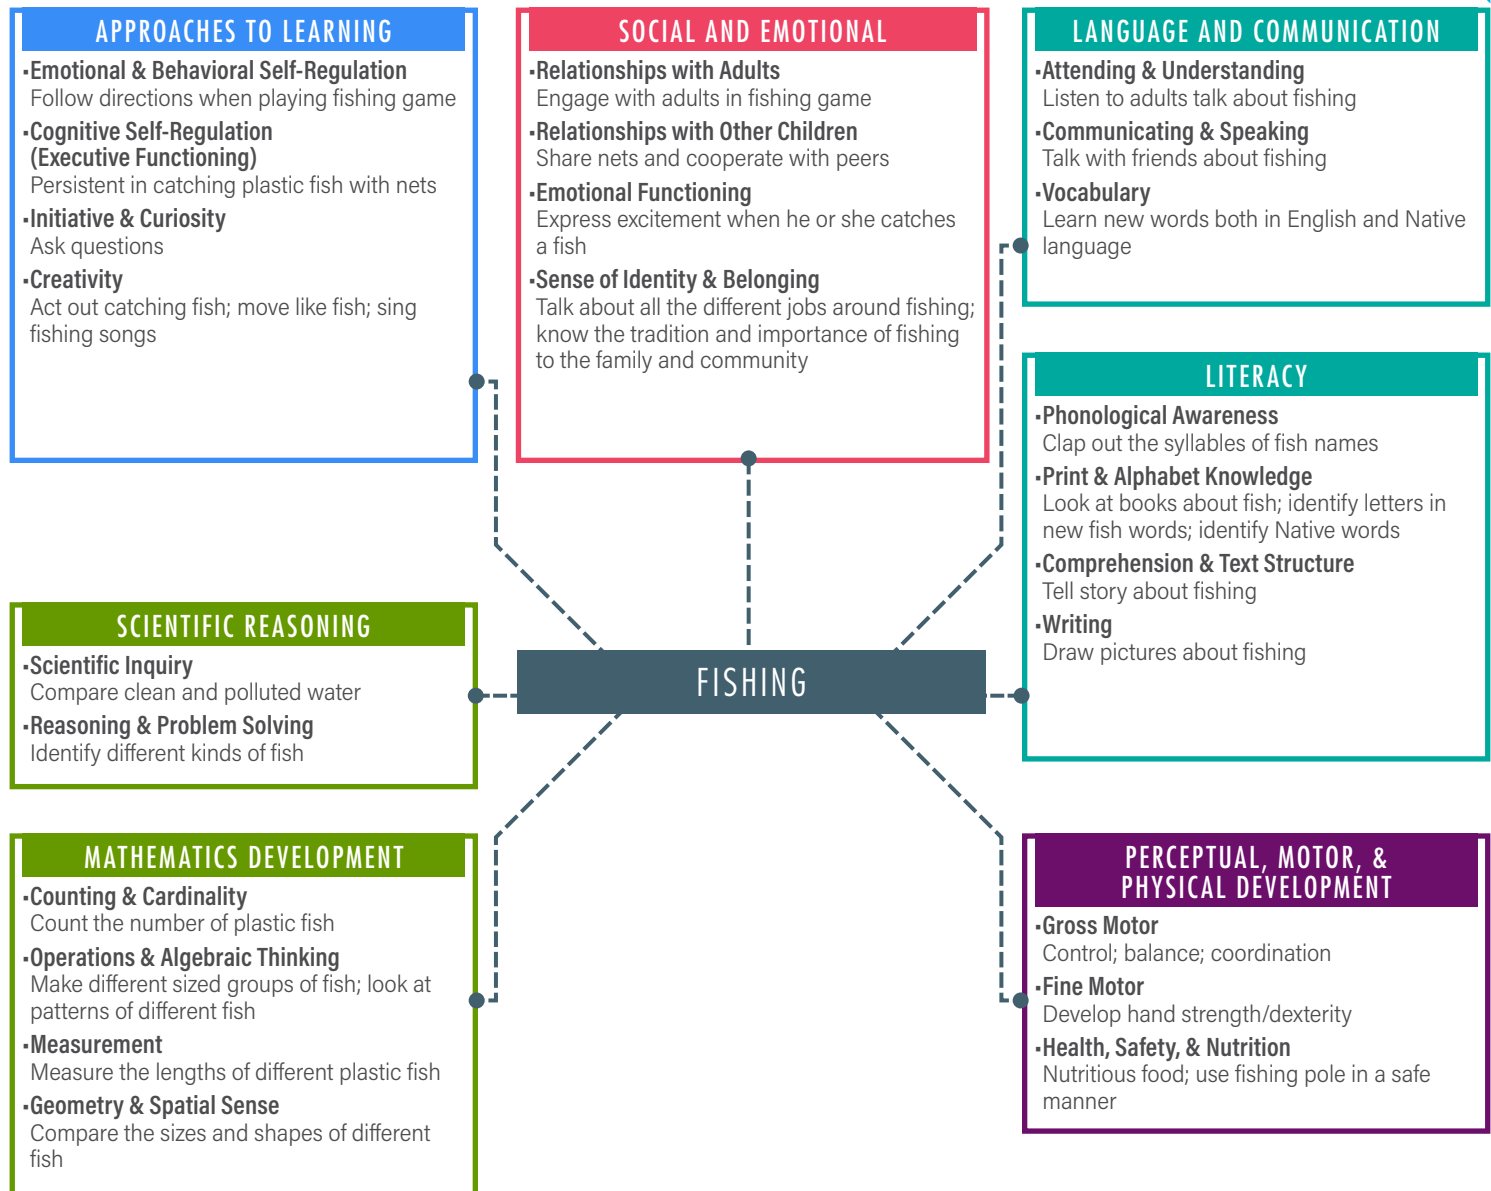 APPROACHES TO LEARNING
▪Emotional & Behavioral Self-Regulation
Follow directions when playing fishing game
▪Cognitive Self-Regulation
(Executive Functioning)
Persistent in catching plastic fish with nets
▪Initiative & Curiosity
Ask questions
▪Creativity
Act out catching fish; move like fish; sing
fishing songs
SOCIAL AND EMOTIONAL
▪Relationships with Adults
Engage with adults in fishing game
▪Relationships with Other Children
Share nets and cooperate with peers
▪Emotional Functioning
Express excitement when he or she catches
a fish
▪Sense of Identity & Belonging
Talk about all the different jobs around fishing;
know the tradition and importance of fishing
to the family and community
LANGUAGE AND COMMUNICATION
▪Attending & Understanding
Listen to adults talk about fishing
▪Communicating & Speaking
Talk with friends about fishing
▪Vocabulary
Learn new words both in English and Native
language
LITERACY
▪Phonological Awareness
Clap out the syllables of fish names
▪Print & Alphabet Knowledge
Look at books about fish; identify letters in
new fish words; identify Native words
▪Comprehension & Text Structure
Tell story about fishing
▪Writing
Draw pictures about fishing
SCIENTIFIC REASONING
▪Scientific Inquiry
Compare clean and polluted water
▪Reasoning & Problem Solving
Identify different kinds of fish
FISHING
MATHEMATICS DEVELOPMENT
▪Counting & Cardinality
Count the number of plastic fish
▪Operations & Algebraic Thinking
Make different sized groups of fish; look at
patterns of different fish
▪Measurement
Measure the lengths of different plastic fish
▪Geometry & Spatial Sense
Compare the sizes and shapes of different
fish
PERCEPTUAL, MOTOR, &
PHYSICAL DEVELOPMENT
▪Gross Motor
Control; balance; coordination
▪Fine Motor
Develop hand strength/dexterity
▪Health, Safety, & Nutrition
Nutritious food; use fishing pole in a safe
manner